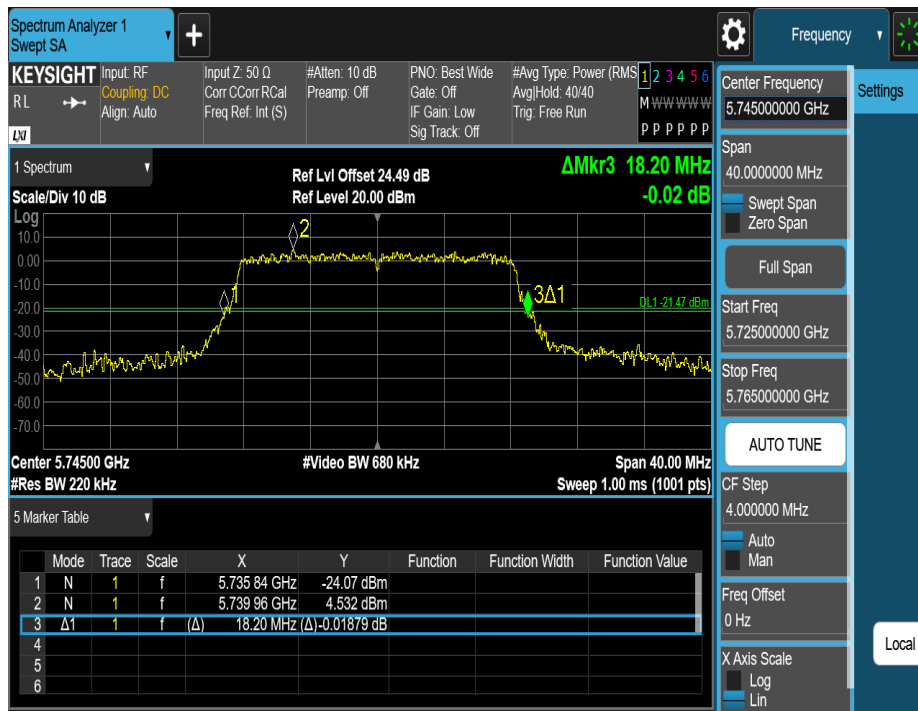 Spectrum Analyzer 1
Swept SA
+
Frequency
KEYSIGHT
RL
LXI
Input: RF
Coupling: DC
Align: Auto
Input Z: 50 Ω
Corr CCorr RCal
Freq Ref: Int (S)
#Atten: 10 dB
Preamp: Off
PNO: Best Wide
Gate: Off
IF Gain: Low
Sig Track: Off
#Avg Type: Power (RMS
Avg|Hold: 40/40
Trig: Free Run
1 2 3 4 5 6
M W W W W W
P P P P P P
Center Frequency
5.745000000 GHz
Settings
Span
40.0000000 MHz
Swept Span
Zero Span
Full Span
Start Freq
5.725000000 GHz
Stop Freq
5.765000000 GHz
AUTO TUNE
CF Step
4.000000 MHz
Auto
Man
Freq Offset
0 Hz
X Axis Scale
Log
Lin
Local
1 Spectrum
Scale/Div 10 dB
Ref Lvl Offset 24.49 dB
Ref Level 20.00 dBm
ΔMkr3 18.20 MHz
-0.02 dB
Log
10.0
0.00
-10.0
-20.0
-30.0
-40.0
-50.0
-60.0
-70.0
2
1
3Δ1
DL1 -21.47 dBm
Center 5.74500 GHz
#Video BW 680 kHz
Span 40.00 MHz
#Res BW 220 kHz
Sweep 1.00 ms (1001 pts)
5 Marker Table
Mode Trace Scale X Y Function Function Width Function Value
1 N 1 f 5.735 84 GHz -24.07 dBm
2 N 1 f 5.739 96 GHz 4.532 dBm
3 Δ1 1 f (Δ) 18.20 MHz (Δ) -0.01879 dB
4
5
6